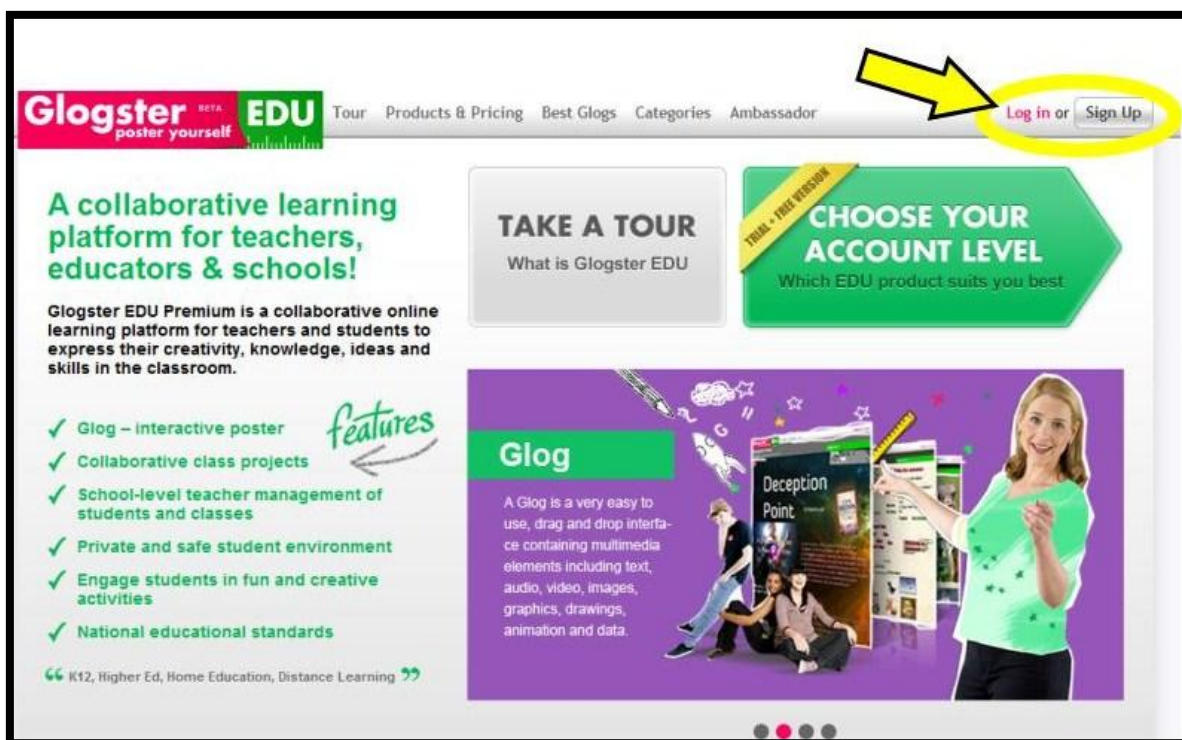 Glogster BETA EDU
poster yourself
Tour Products & Pricing Best Glogs Categories Ambassador
Log in or Sign Up
A collaborative learning
platform for teachers,
educators & schools!
Glogster EDU Premium is a collaborative online
learning platform for teachers and students to
express their creativity, knowledge, ideas and
skills in the classroom.
features
✓ Glog – interactive poster
✓ Collaborative class projects
✓ School-level teacher management of
students and classes
✓ Private and safe student environment
✓ Engage students in fun and creative
activities
✓ National educational standards
“ K12, Higher Ed, Home Education, Distance Learning ”
TAKE A TOUR
What is Glogster EDU
TRIAL + FREE VERSION
CHOOSE YOUR
ACCOUNT LEVEL
Which EDU product suits you best
Glog
A Glog is a very easy to
use, drag and drop interfa-
ce containing multimedia
elements including text,
audio, video, images,
graphics, drawings,
animation and data.
Deception
Point